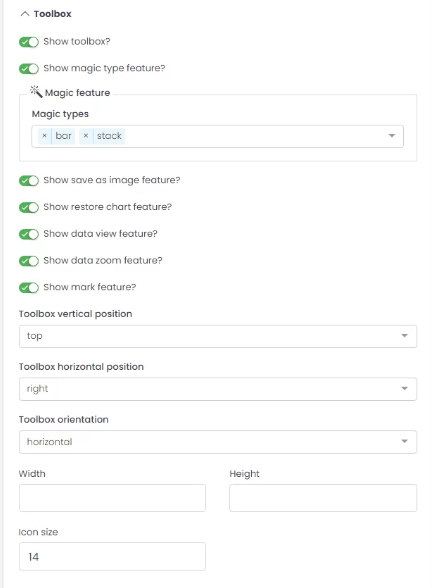 Toolbox
Show toolbox?
Show magic type feature?
Magic feature
Magic types
× bar × stack
Show save as image feature?
Show restore chart feature?
Show data view feature?
Show data zoom feature?
Show mark feature?
Toolbox vertical position
top
Toolbox horizontal position
right
Toolbox orientation
horizontal
Width Height
Icon size
14